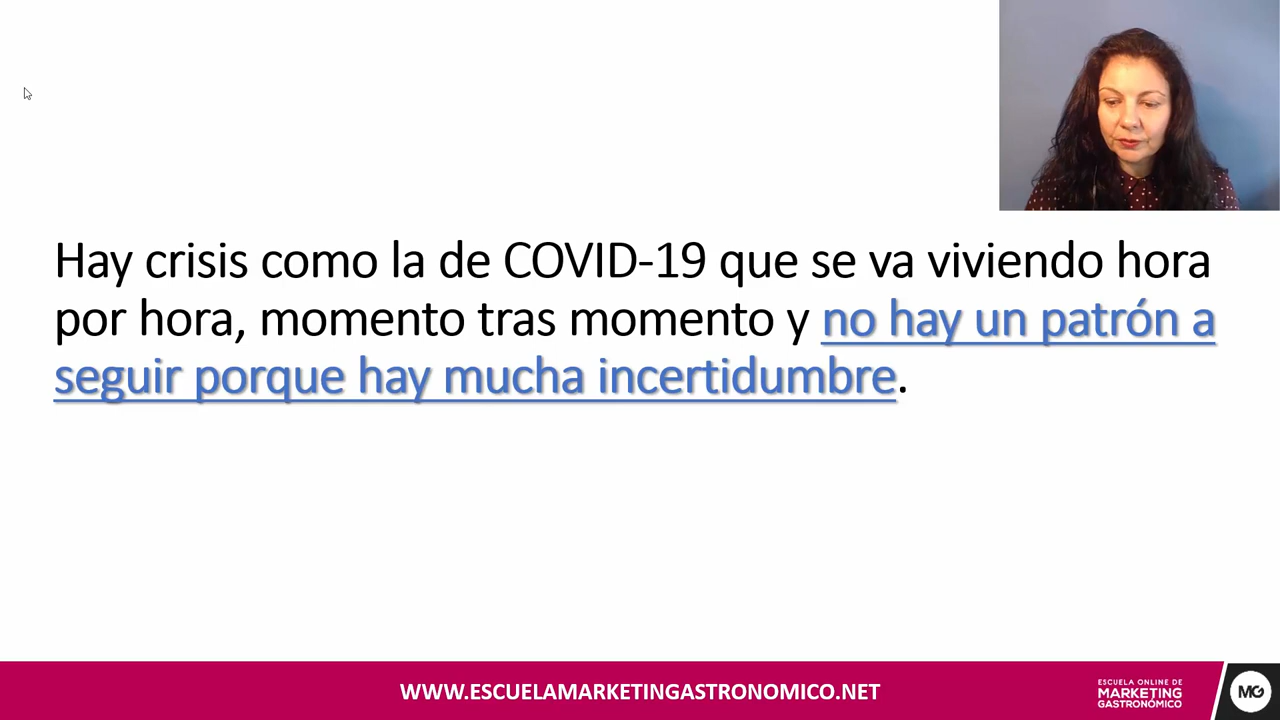 Hay crisis como la de COVID-19 que se va viviendo hora
por hora, momento tras momento y no hay un patrón a
seguir porque hay mucha incertidumbre.
WWW.ESCUELAMARKETINGASTRONOMICO.NET
ESCUELA ONLINE DE
MARKETING
GASTRONÓMICO
MG